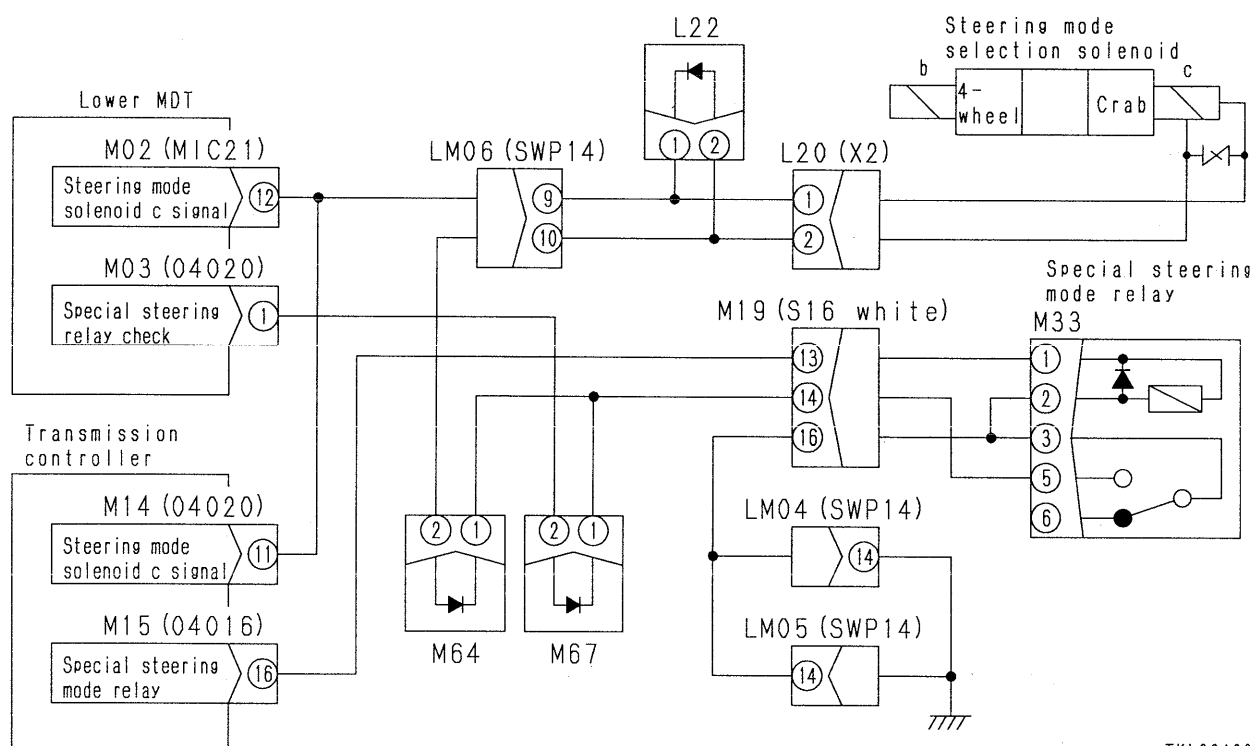 L22
Steering mode
selection solenoid
b
4-
wheel
Crab
c
Lower MDT
M02 (MIC21)
Steering mode
solenoid c signal
12
LM06 (SWP14)
9
10
1
2
L20 (X2)
1
2
M03 (04020)
Special steering
relay check
1
M19 (S16 white)
13
14
16
Special steering
mode relay
M33
1
2
3
5
6
Transmission
controller
M14 (04020)
Steering mode
solenoid c signal
11
M15 (04016)
Special steering
mode relay
16
2
1
M64
2
1
M67
LM04 (SWP14)
14
LM05 (SWP14)
14